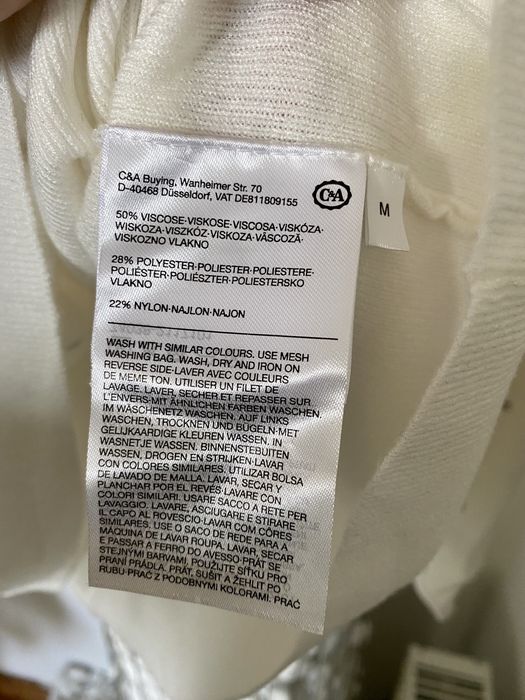 C&A Buying, Wanheimer Str. 70
D-40468 Düsseldorf, VAT DE811809155
C&A
M
50% VISCOSE·VISKOSE·VISCOSA·VISKÓZA·
WISKOZA·VISZKÓZ·VISKOZA·VÂSCOZĂ·
VISKOZNO VLAKNO
28% POLYESTER·POLIESTER·POLIESTERE·
POLIÉSTER·POLIÉSZTER·POLIESTERSKO
VLAKNO
22% NYLON·NAJLON·NAJON
WASH WITH SIMILAR COLOURS. USE MESH
WASHING BAG. WASH, DRY AND IRON ON
REVERSE SIDE·LAVER AVEC COULEURS
DE MEME TON. UTILISER UN FILET DE
LAVAGE. LAVER, SECHER ET REPASSER SUR
L'ENVERS·MIT ÄHNLICHEN FARBEN WASCHEN.
IM WÄSCHENETZ WASCHEN. AUF LINKS
WASCHEN, TROCKNEN UND BÜGELN·MET
GELIJKAARDIGE KLEUREN WASSEN. IN
WASNETJE WASSEN. BINNENSTEBUITEN
WASSEN, DROGEN EN STRIJKEN·LAVAR
CON COLORES SIMILARES. UTILIZAR BOLSA
DE LAVADO DE MALLA. LAVAR, SECAR Y
PLANCHAR POR EL REVÉS·LAVARE CON
COLORI SIMILARI. USARE SACCO A RETE PER
LAVAGGIO. LAVARE, ASCIUGARE E STIRARE
IL CAPO AL ROVESCIO·LAVAR COM CÔRES
SIMILARES. USE O SACO DE REDE PARA A
MÁQUINA DE LAVAR ROUPA. LAVAR, SECAR
E PASSAR A FERRO DO AVESSO·PRÁT SE
STEJNÝMI BARVAMI. POUŽIJTE SÍŤKU PRO
PRANÍ PRÁDLA. PRÁT, SUŠIT A ŽEHLIT PO
RUBU·PRAĆ Z PODOBNYMI KOLORAMI. PRAĆ